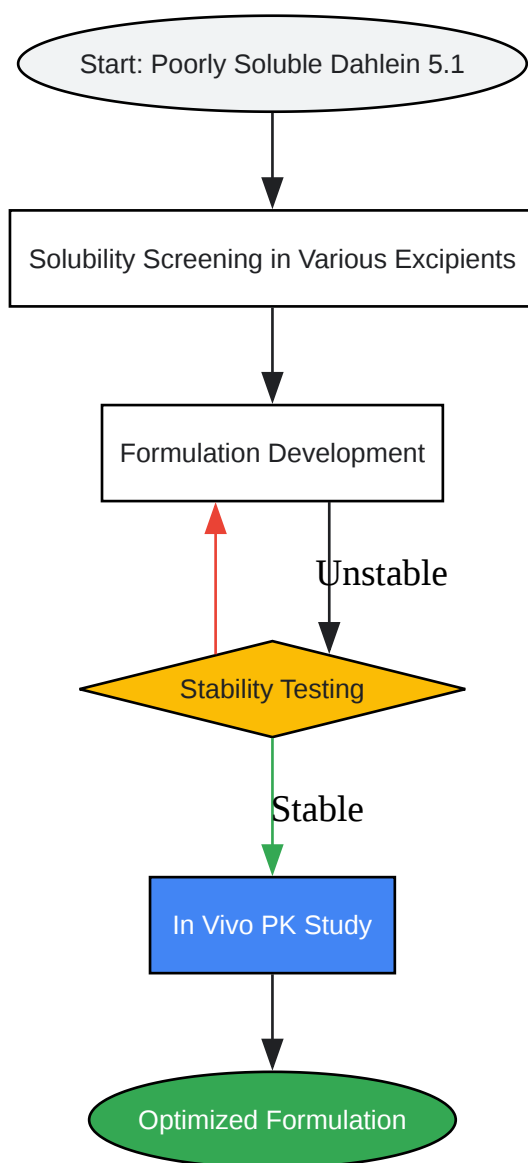 Start: Poorly Soluble Dahlein 5.1
Solubility Screening in Various Excipients
Formulation Development
Unstable
Stability Testing
Stable
In Vivo PK Study
Optimized Formulation